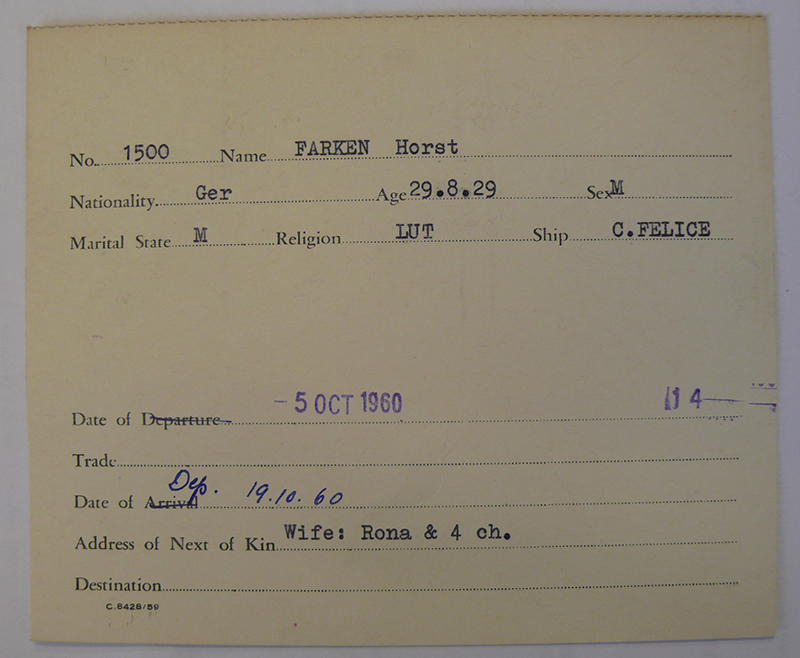 No. 1500 Name FARKEN Horst
Nationality. Ger Age 29.8.29 Sex M
Marital State M Religion LUT Ship C.FELICE
Date of Departure - 5 OCT 1960 14
Trade
Dep.
Date of Arrival 19.10.60
Address of Next of Kin Wife: Rona & 4 ch.
Destination
C.8428/59